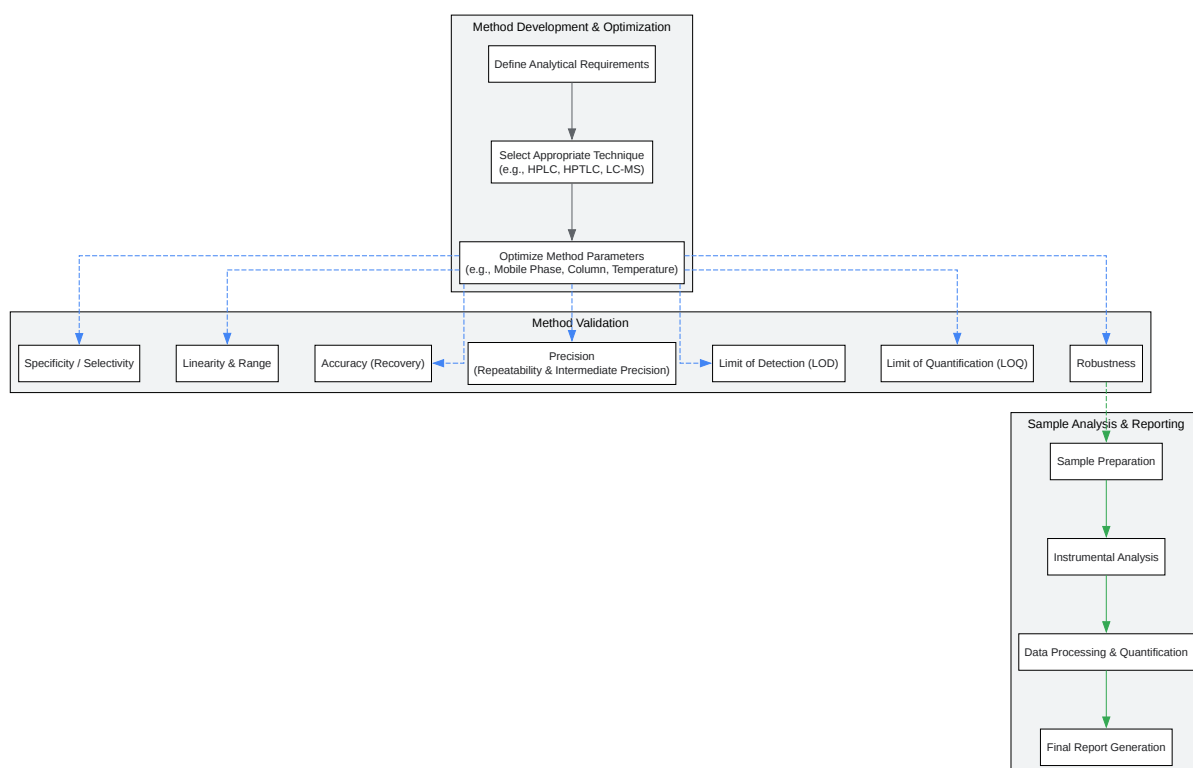 Method Development & Optimization
Define Analytical Requirements
Select Appropriate Technique
(e.g., HPLC, HPTLC, LC-MS)
Optimize Method Parameters
(e.g., Mobile Phase, Column, Temperature)
Method Validation
Specificity / Selectivity
Linearity & Range
Accuracy (Recovery)
Precision
(Repeatability & Intermediate Precision)
Limit of Detection (LOD)
Limit of Quantification (LOQ)
Robustness
Sample Analysis & Reporting
Sample Preparation
Instrumental Analysis
Data Processing & Quantification
Final Report Generation